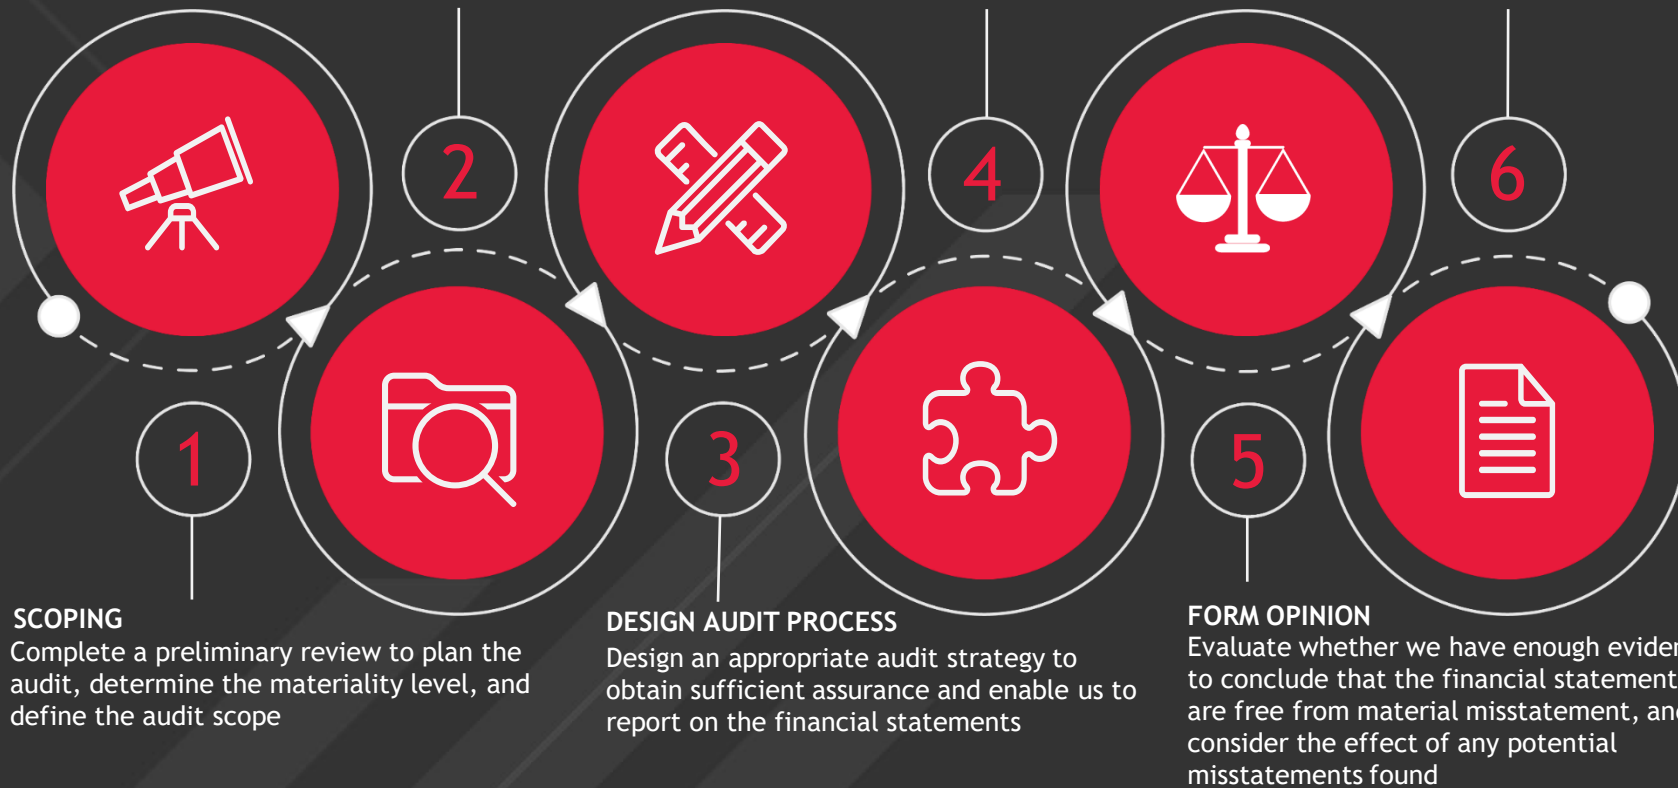 2
4
6
1
3
5
SCOPING
Complete a preliminary review to plan the
audit, determine the materiality level, and
define the audit scope
DESIGN AUDIT PROCESS
Design an appropriate audit strategy to
obtain sufficient assurance and enable us to
report on the financial statements
FORM OPINION
Evaluate whether we have enough eviden
to conclude that the financial statement
are free from material misstatement, an
consider the effect of any potential
misstatements found